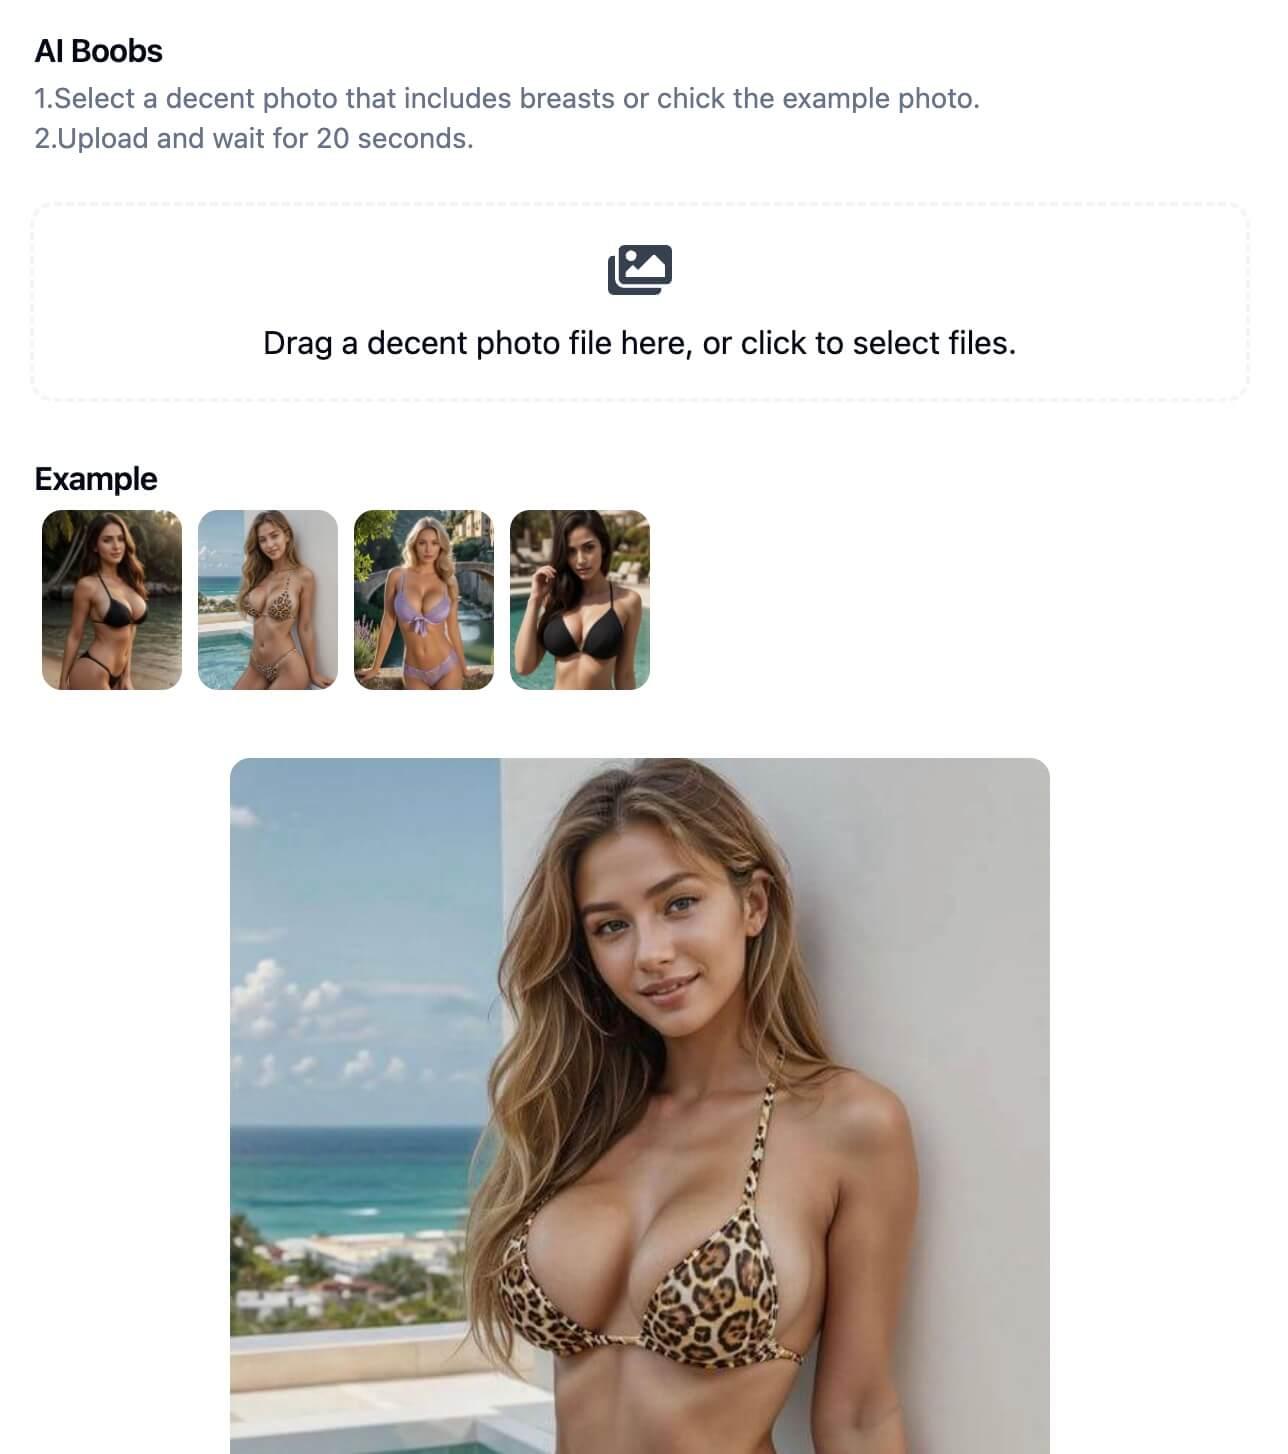 AI Boobs
1.Select a decent photo that includes breasts or chick the example photo.
2.Upload and wait for 20 seconds.
Drag a decent photo file here, or click to select files.
Example